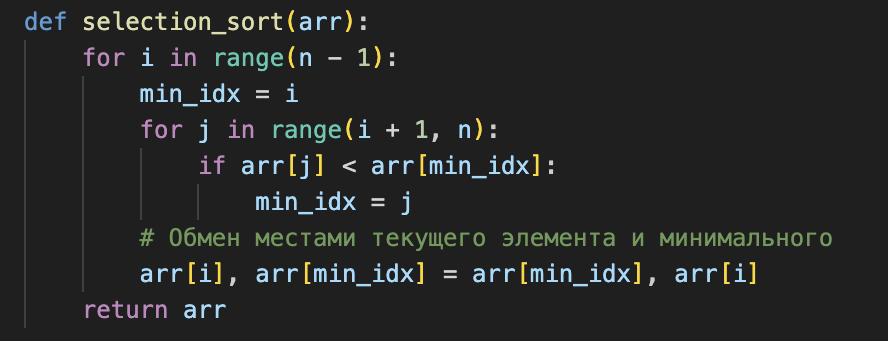 def selection_sort(arr):
    for i in range(n - 1):
        min_idx = i
        for j in range(i + 1, n):
            if arr[j] < arr[min_idx]:
                min_idx = j
        # Обмен местами текущего элемента и минимального
        arr[i], arr[min_idx] = arr[min_idx], arr[i]
    return arr